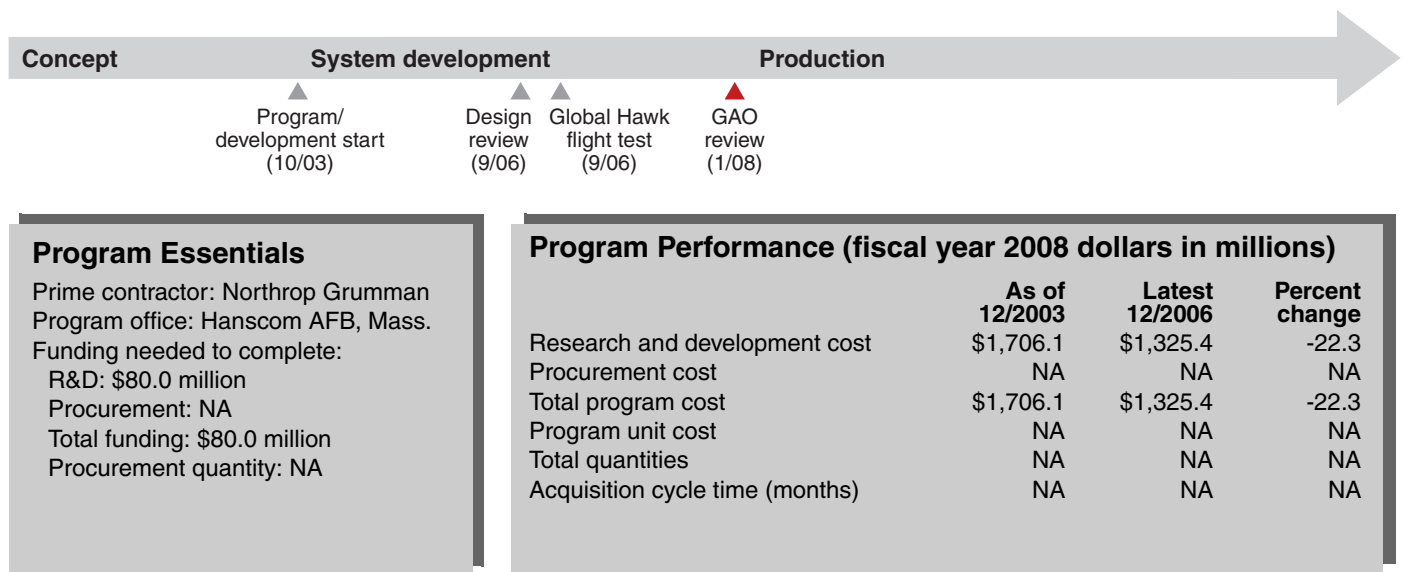 Concept System development Production
Program/
development start
(10/03)
Design
review
(9/06)
Global Hawk
flight test
(9/06)
GAO
review
(1/08)
Program Essentials
Prime contractor: Northrop Grumman
Program office: Hanscom AFB, Mass.
Funding needed to complete:
R&D: $80.0 million
Procurement: NA
Total funding: $80.0 million
Procurement quantity: NA
Program Performance (fiscal year 2008 dollars in millions)
As of Latest Percent
12/2003 12/2006 change
Research and development cost $1,706.1 $1,325.4 -22.3
Procurement cost NA NA NA
Total program cost $1,706.1 $1,325.4 -22.3
Program unit cost NA NA NA
Total quantities NA NA NA
Acquisition cycle time (months) NA NA NA